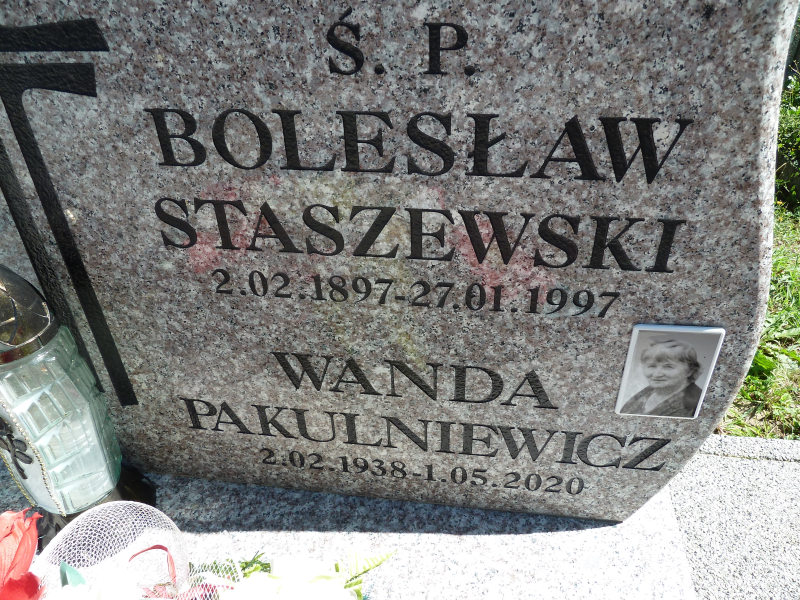 Ś. P.
BOLESŁAW
STASZEWSKI
2.02.1897-27.01.1997
WANDA
PAKULNIEWICZ
2.02.1938-1.05.2020